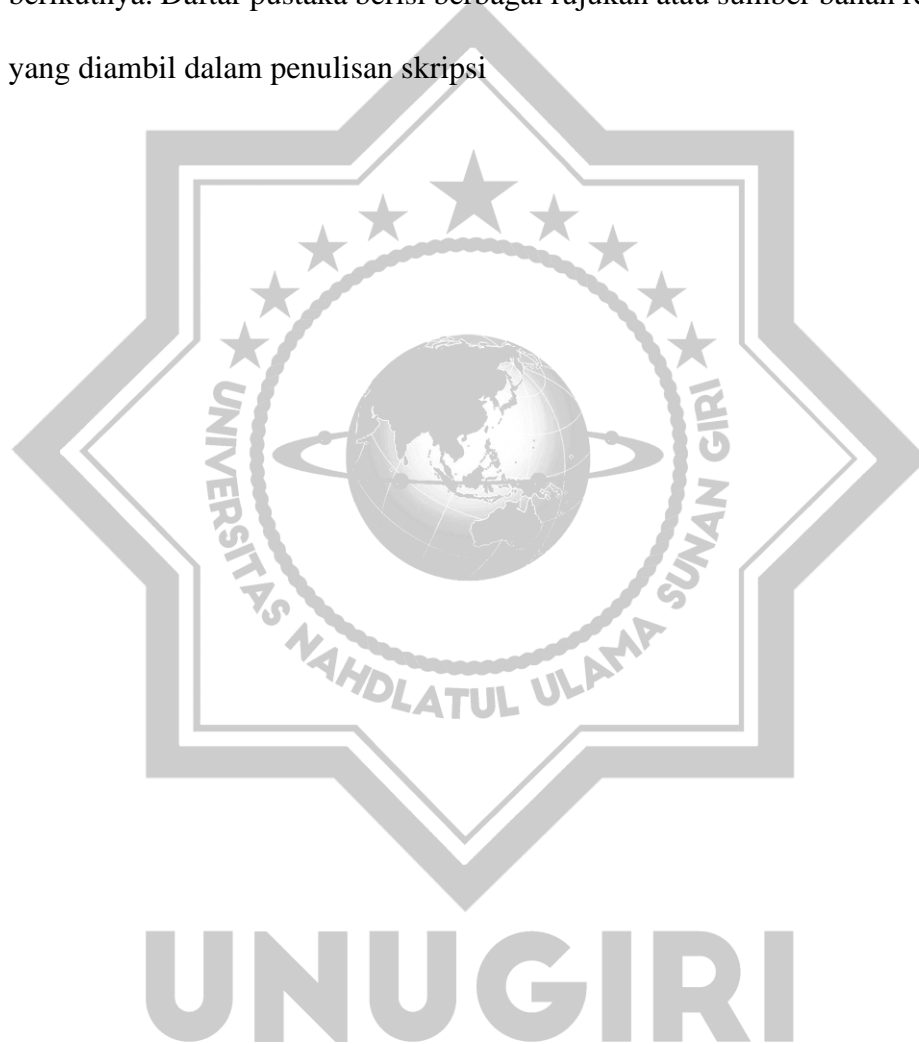 berikutnya. Daftar pustaka berisi berbagai rujukan atau sumber bahan
yang diambil dalam penulisan skripsi
UNIVERSITAS NAHDLATUL ULAMA SUNAN GIRI
UNUGIRI